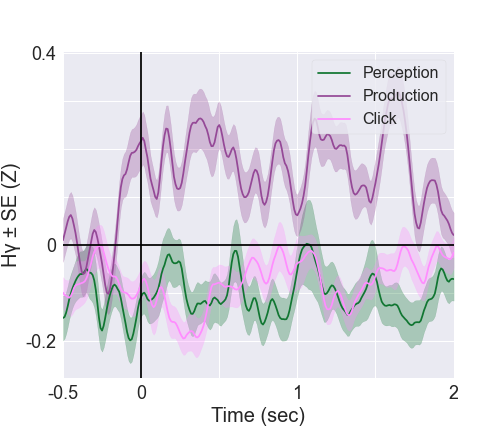 Hγ ± SE (Z)
0.4
0
-0.2
Perception
Production
Click
-0.5
0
1
2
Time (sec)